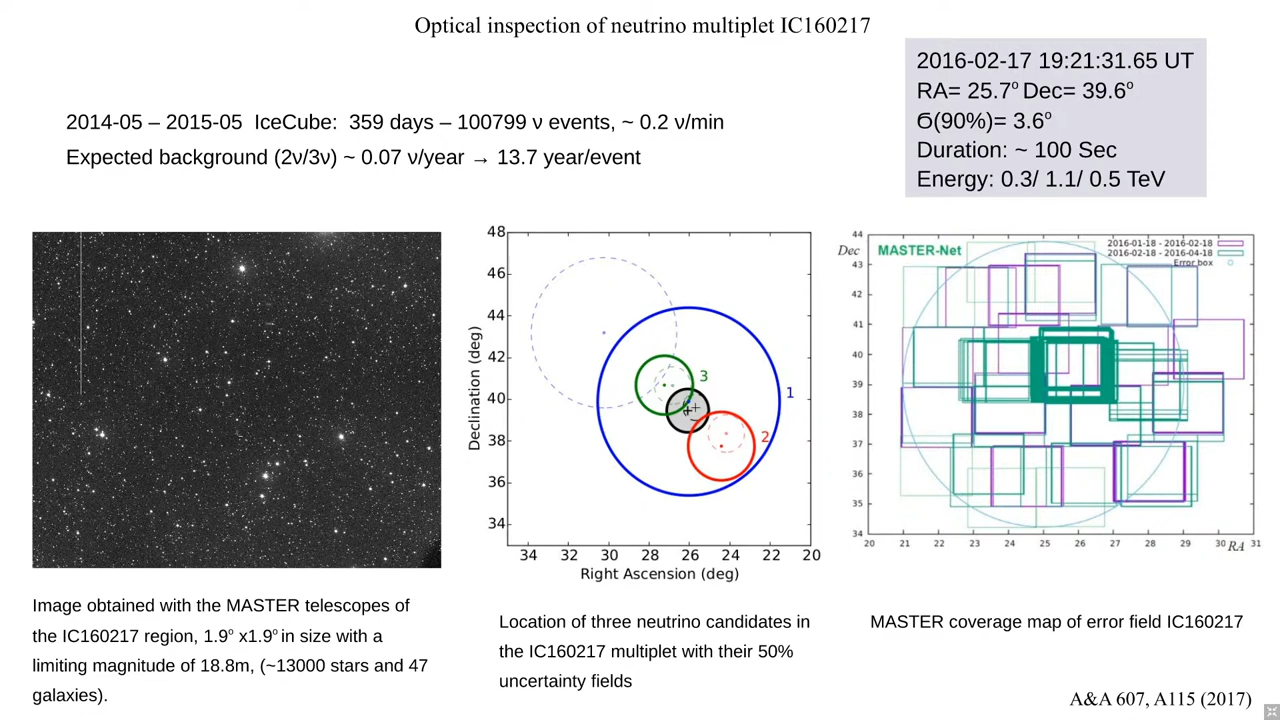 Optical inspection of neutrino multiplet IC160217
2014-05 – 2015-05 IceCube: 359 days – 100799 ν events, ~ 0.2 ν/min
Expected background (2ν/3ν) ~ 0.07 ν/year → 13.7 year/event
2016-02-17 19:21:31.65 UT
RA= 25.7º Dec= 39.6º
Ϭ(90%)= 3.6º
Duration: ~ 100 Sec
Energy: 0.3/ 1.1/ 0.5 TeV
Image obtained with the MASTER telescopes of
the IC160217 region, 1.9º x1.9º in size with a
limiting magnitude of 18.8m, (~13000 stars and 47
galaxies).
48
46
44
42
40
38
36
34
Declination (deg)
3
1
2
34 32 30 28 26 24 22 20
Right Ascension (deg)
Location of three neutrino candidates in
the IC160217 multiplet with their 50%
uncertainty fields
Dec
MASTER-Net
2016-01-18 - 2016-02-18
2016-02-18 - 2016-04-18
Error box
44
43
42
41
40
39
38
37
36
35
34
20 21 22 23 24 25 26 27 28 29 30 RA 31
MASTER coverage map of error field IC160217
A&A 607, A115 (2017)